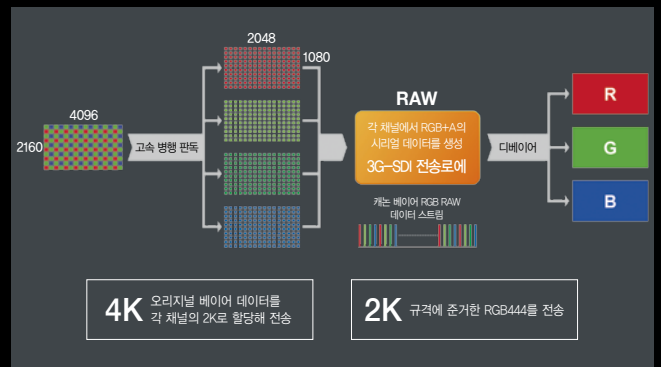 2048
1080
4096
2160
고속 병행 판독
RAW
각 채널에서 RGB+A의
시리얼 데이터를 생성
3G-SDI 전송로에
디베이어
R
G
B
캐논 베이어 RGB RAW
데이터 스트림
4K
오리지널 베이어 데이터를
각 채널의 2K로 할당해 전송
2K
규격에 준거한 RGB444를 전송